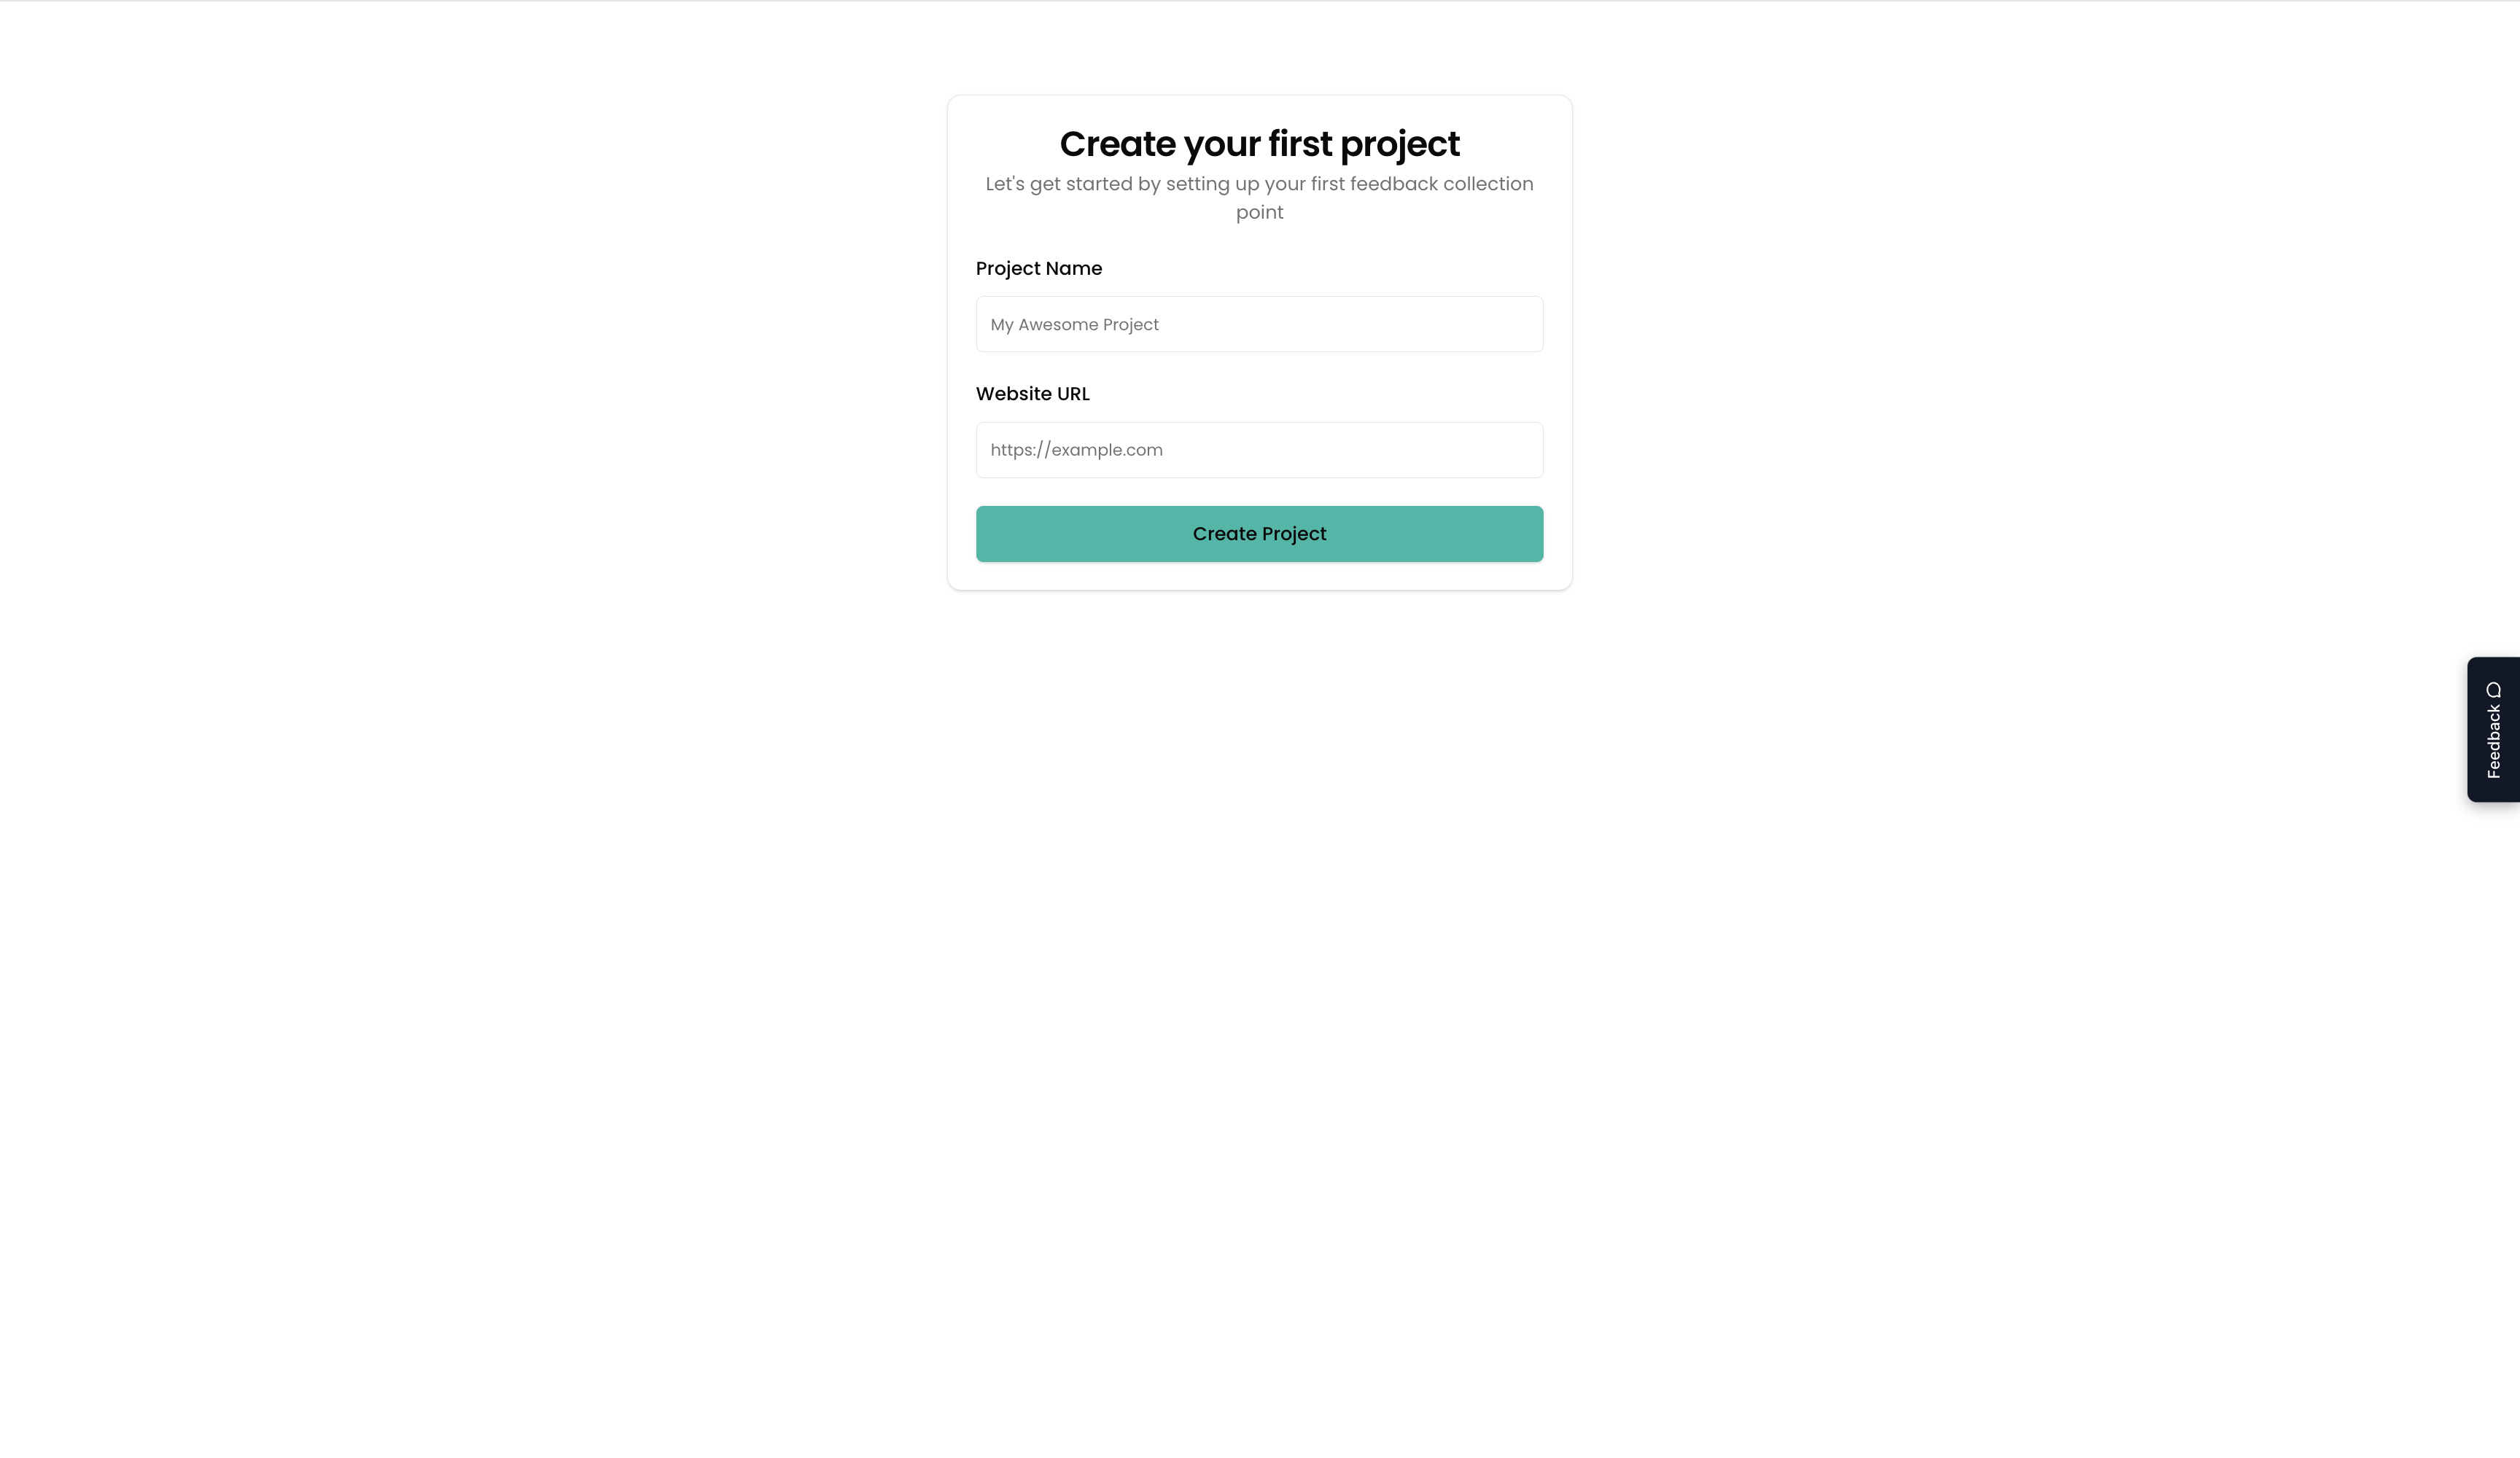 Create your first project
Let's get started by setting up your first feedback collection
point
Project Name
My Awesome Project
Website URL
https://example.com
Create Project
Feedback